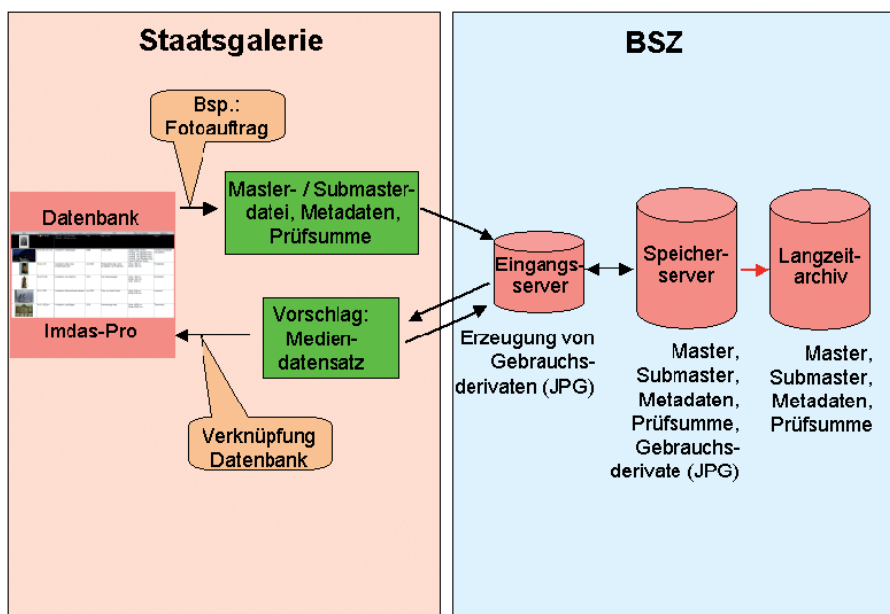 Staatsgalerie
BSZ
Bsp.:
Fotoauftrag
Master- / Submaster-
datei, Metadaten,
Prüfsumme
Datenbank
Imdas-Pro
Vorschlag:
Medien-
datensatz
Verknüpfung
Datenbank
Eingangs-
server
Erzeugung von
Gebrauchs-
derivaten (JPG)
Speicher-
server
Master,
Submaster,
Metadaten,
Prüfsumme,
Gebrauchs-
derivate (JPG)
Langzeit-
archiv
Master,
Submaster,
Metadaten,
Prüfsumme